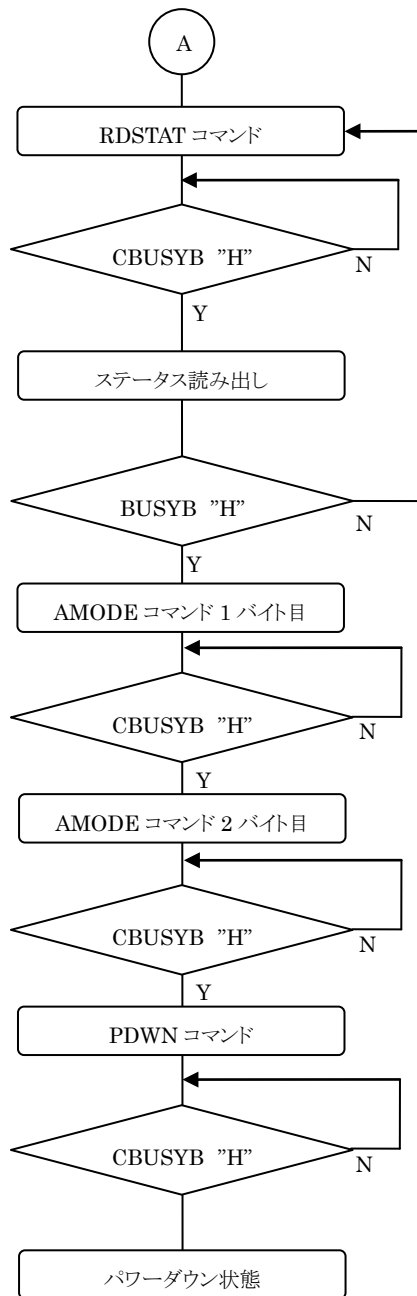 A
RDSTAT コマンド
CBUSYB ”H”
N
Y
ステータス読み出し
BUSYB ”H”
N
Y
AMODE コマンド 1 バイト目
CBUSYB ”H”
N
Y
AMODE コマンド 2 バイト目
CBUSYB ”H”
N
Y
PDWN コマンド
CBUSYB ”H”
N
パワーダウン状態